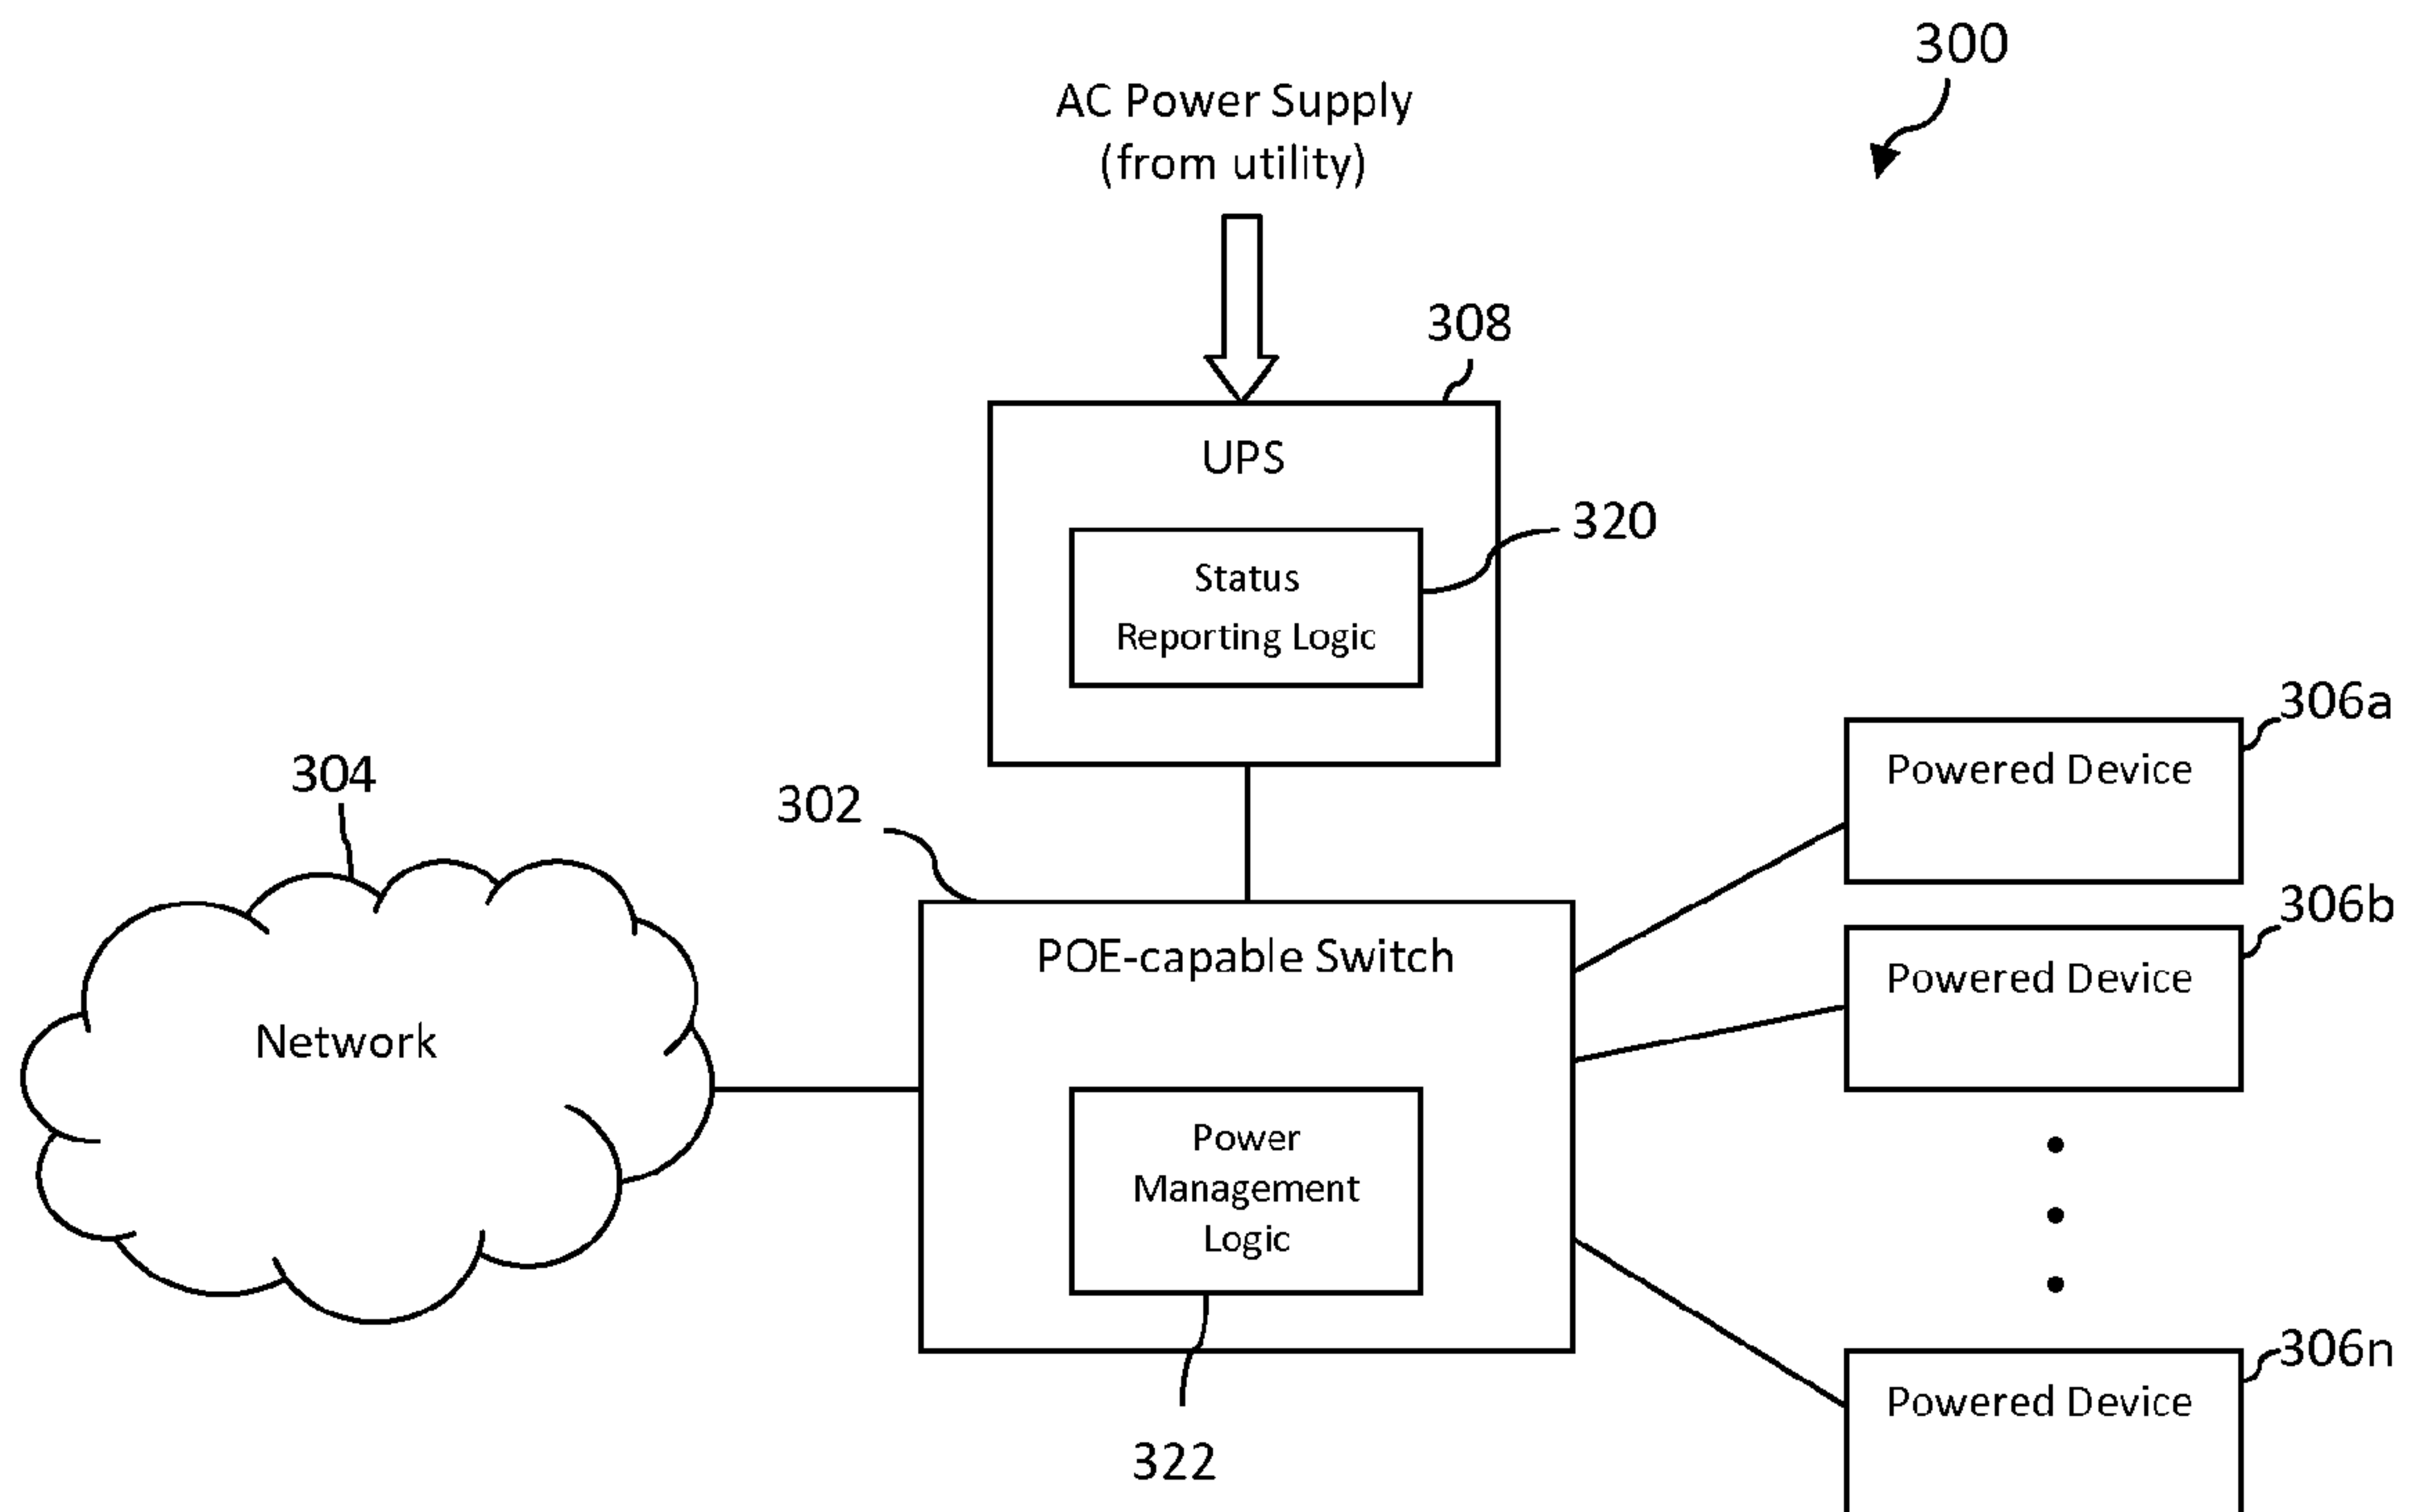 300
AC Power Supply
(from utility)
308
UPS
320
Status
Reporting Logic
306a
Powered Device
304
302
306b
POE-capable Switch
Powered Device
Network
Power
Management
Logic
306n
Powered Device
322